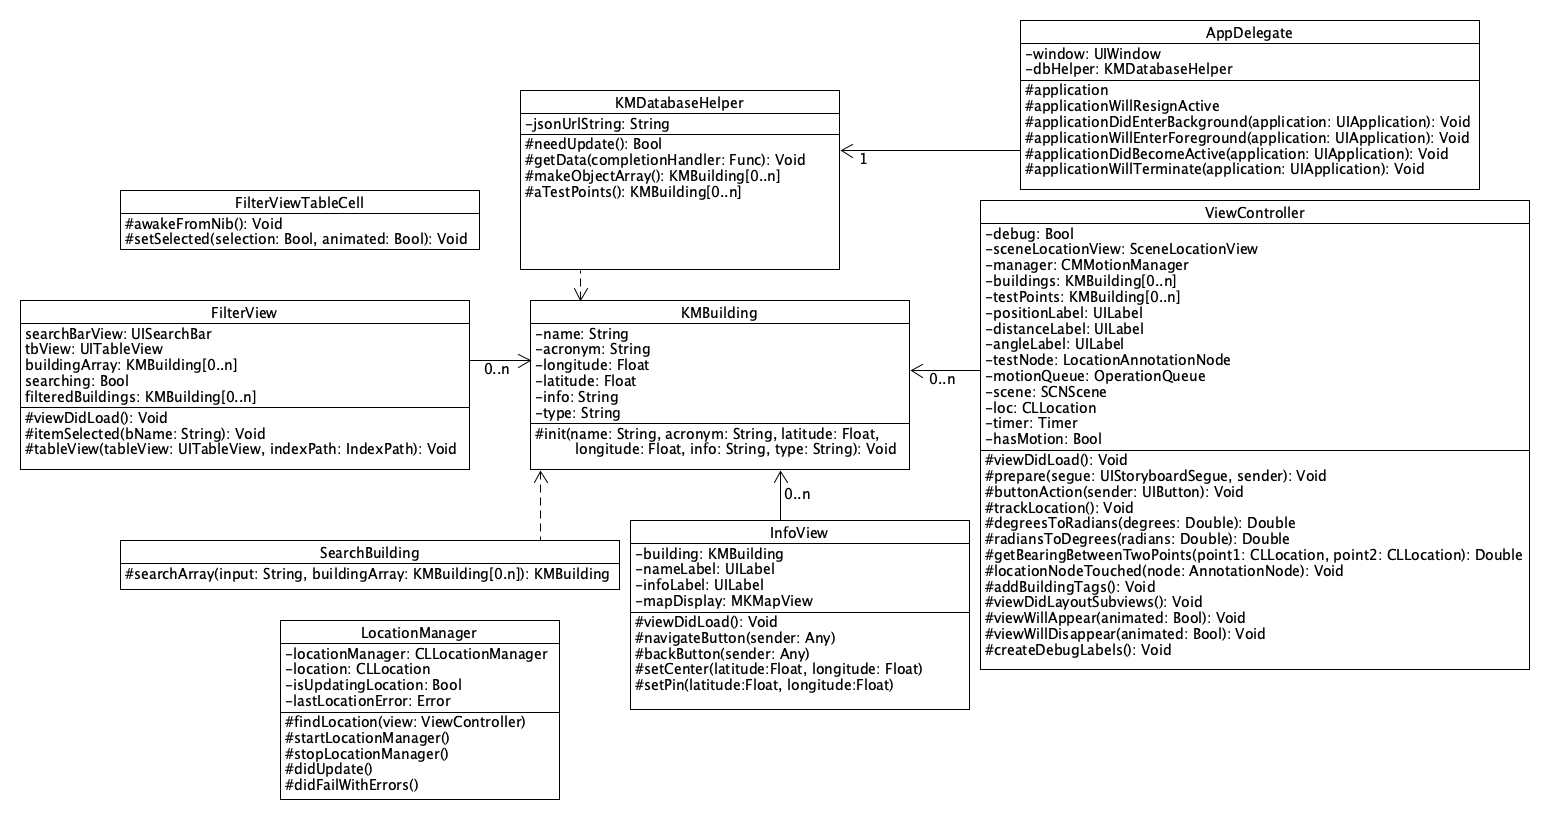 AppDelegate
-window: UIWindow
-dbHelper: KMDatabaseHelper
#application
#applicationWillResignActive
#applicationDidEnterBackground(application: UIApplication): Void
#applicationWillEnterForeground(application: UIApplication): Void
#applicationDidBecomeActive(application: UIApplication): Void
#applicationWillTerminate(application: UIApplication): Void
KMDatabaseHelper
-jsonUrlString: String
#needUpdate(): Bool
#getData(completionHandler: Func): Void
#makeObjectArray(): KMBuilding[0..n]
#aTestPoints(): KMBuilding[0..n]
1
FilterViewTableCell
#awakeFromNib(): Void
#setSelected(selection: Bool, animated: Bool): Void
ViewController
-debug: Bool
-sceneLocationView: SceneLocationView
-manager: CMMotionManager
-buildings: KMBuilding[0..n]
-testPoints: KMBuilding[0..n]
-positionLabel: UILabel
-distanceLabel: UILabel
-angleLabel: UILabel
-testNode: LocationAnnotationNode
-motionQueue: OperationQueue
-scene: SCNScene
-loc: CLLocation
-timer: Timer
-hasMotion: Bool
#viewDidLoad(): Void
#prepare(segue: UIStoryboardSegue, sender): Void
#buttonAction(sender: UIButton): Void
#trackLocation(): Void
#degreesToRadians(degrees: Double): Double
#radiansToDegrees(radians: Double): Double
#getBearingBetweenTwoPoints(point1: CLLocation, point2: CLLocation): Double
#locationNodeTouched(node: AnnotationNode): Void
#addBuildingTags(): Void
#viewDidLayoutSubviews(): Void
#viewWillAppear(animated: Bool): Void
#viewWillDisappear(animated: Bool): Void
#createDebugLabels(): Void
FilterView
searchBarView: UISearchBar
tbView: UITableView
buildingArray: KMBuilding[0..n]
searching: Bool
filteredBuildings: KMBuilding[0..n]
#viewDidLoad(): Void
#itemSelected(bName: String): Void
#tableView(tableView: UITableView, indexPath: IndexPath): Void
0..n
KMBuilding
-name: String
-acronym: String
-longitude: Float
-latitude: Float
-info: String
-type: String
#init(name: String, acronym: String, latitude: Float,
longitude: Float, info: String, type: String): Void
0..n
0..n
SearchBuilding
#searchArray(input: String, buildingArray: KMBuilding[0.n]): KMBuilding
InfoView
-building: KMBuilding
-nameLabel: UILabel
-infoLabel: UILabel
-mapDisplay: MKMapView
#viewDidLoad(): Void
#navigateButton(sender: Any)
#backButton(sender: Any)
#setCenter(latitude:Float, longitude: Float)
#setPin(latitude:Float, longitude:Float)
LocationManager
-locationManager: CLLocationManager
-location: CLLocation
-isUpdatingLocation: Bool
-lastLocationError: Error
#findLocation(view: ViewController)
#startLocationManager()
#stopLocationManager()
#didUpdate()
#didFailWithErrors()